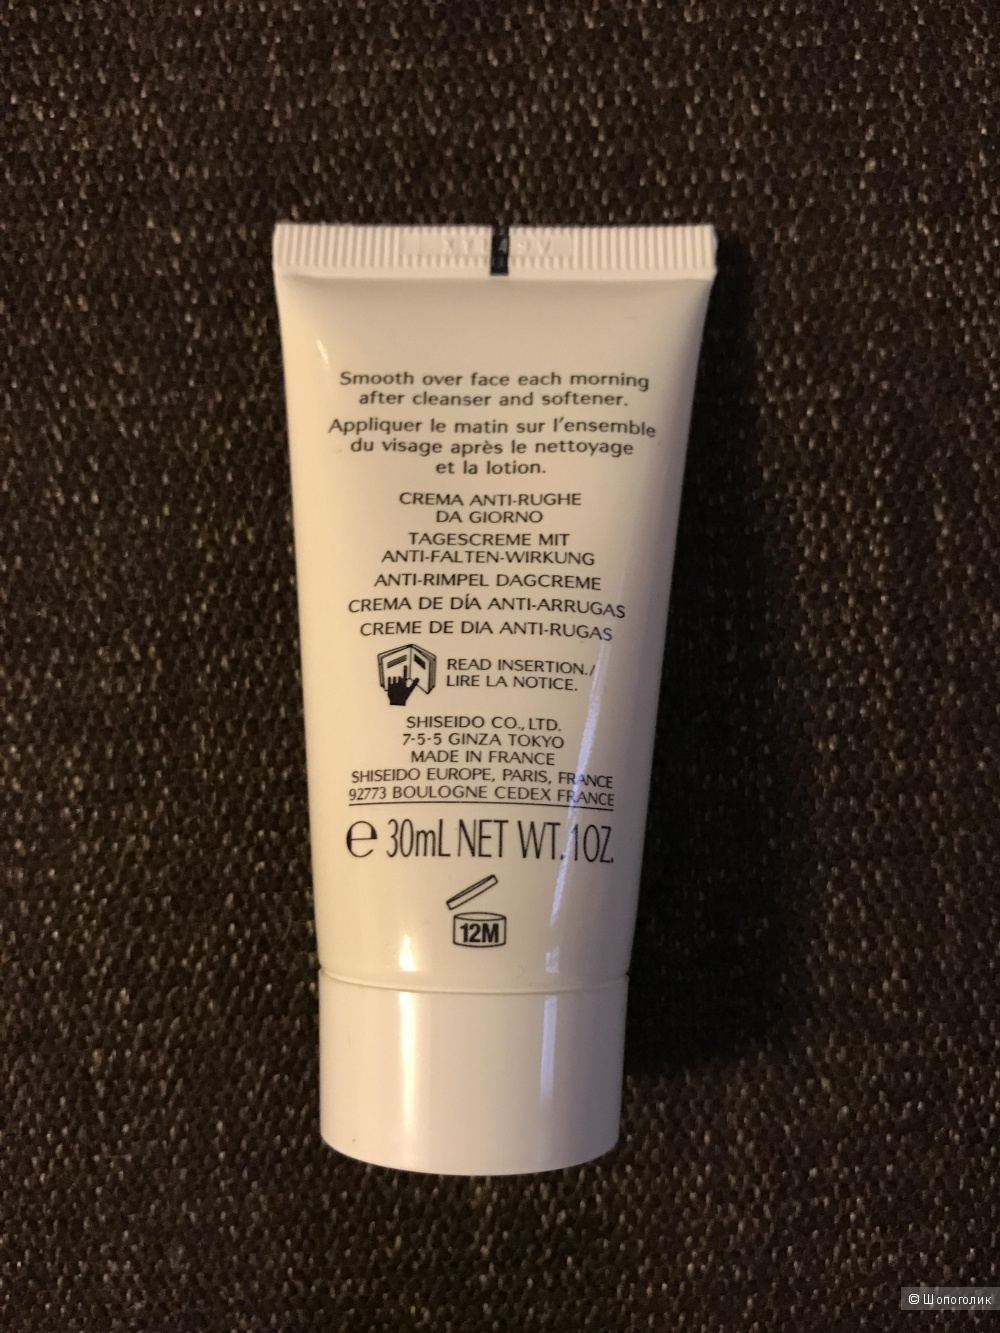 Smooth over face each morning
after cleanser and softener.
Appliquer le matin sur l'ensemble
du visage après le nettoyage
et la lotion.
CREMA ANTI-RUGHE
DA GIORNO
TAGESCREME MIT
ANTI-FALTEN-WIRKUNG
ANTI-RIMPEL DAGCREME
CREMA DE DÍA ANTI-ARRUGAS
CREME DE DIA ANTI-RUGAS
READ INSERTION./
LIRE LA NOTICE.
SHISEIDO CO., LTD.
7-5-5 GINZA TOKYO
MADE IN FRANCE
SHISEIDO EUROPE, PARIS, FRANCE
92773 BOULOGNE CEDEX FRANCE
℮ 30mL NET WT. 1 OZ.
12M
© Шопоголик